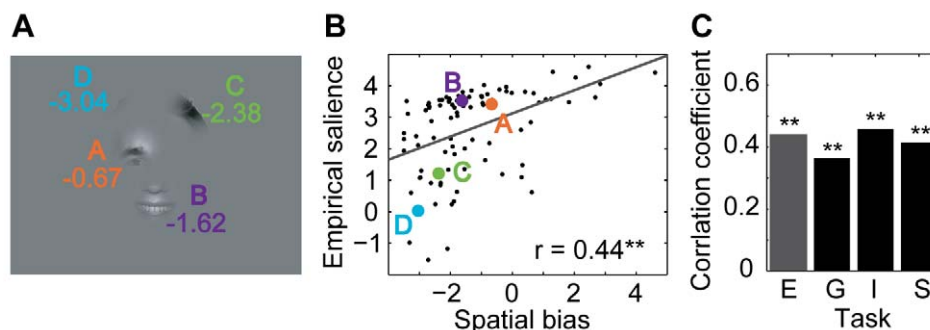 A
D
-3.04
C
-2.38
A
-0.67
B
-1.62
B
Empirical salience
4
3
2
1
0
−1
B
A
C
D
r = 0.44**
−2 0 2 4
Spatial bias
C
Corrlation coefficient
0.6
0.4
0.2
0
** ** ** **
E G I S
Task